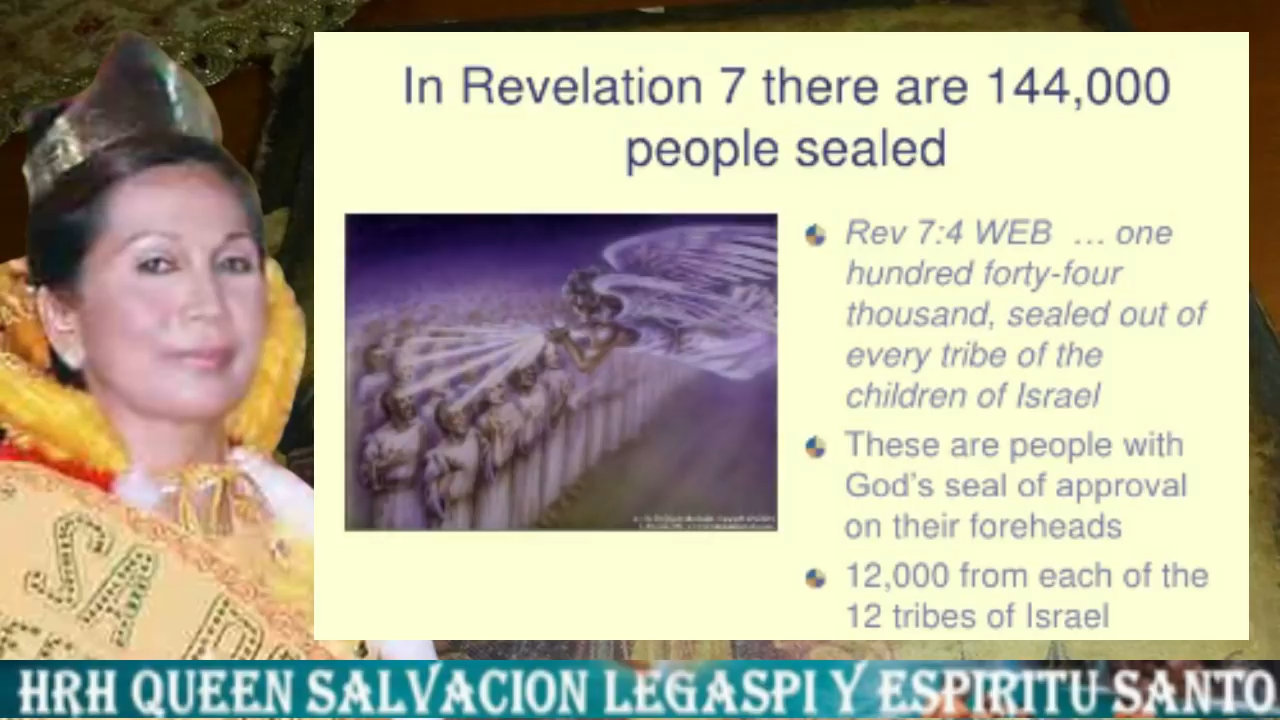 In Revelation 7 there are 144,000
people sealed
Rev 7:4 WEB … one
hundred forty-four
thousand, sealed out of
every tribe of the
children of Israel
These are people with
God's seal of approval
on their foreheads
12,000 from each of the
12 tribes of Israel
SA
HRH QUEEN SALVACION LEGASPI Y ESPIRITU SANTO